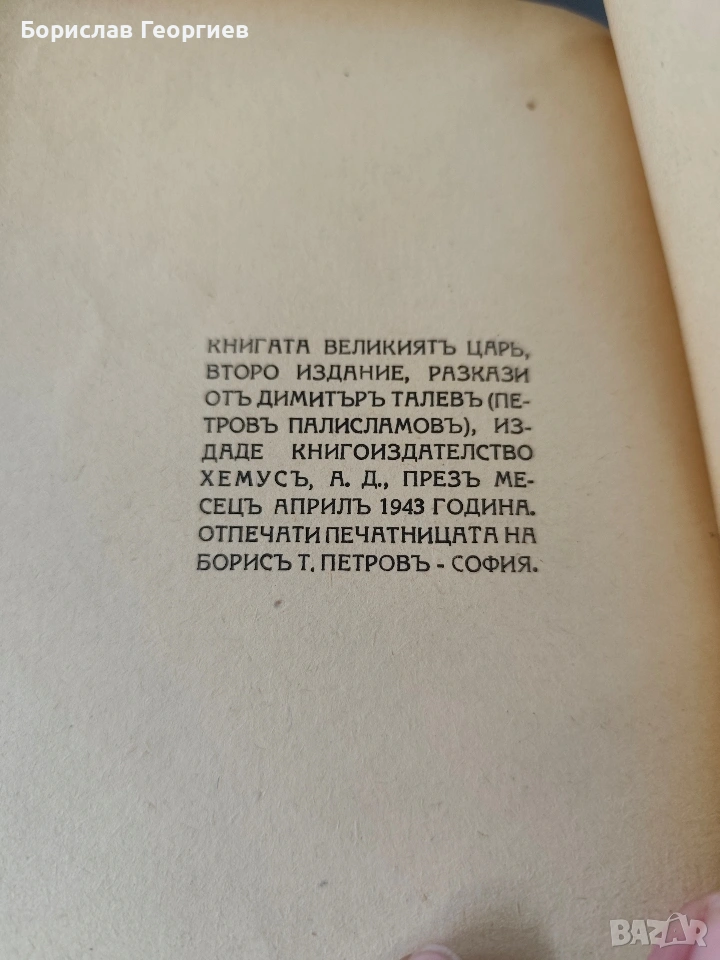 Борислав Георгиев
КНИГАТА ВЕЛИКИЯТЪ ЦАРЬ,
ВТОРО ИЗДАНИЕ, РАЗКАЗИ
ОТЪ ДИМИТЪРЪ ТАЛЕВЪ (ПЕ-
ТРОВЪ ПАЛИСЛАМОВЪ), ИЗ-
ДАДЕ КНИГОИЗДАТЕЛСТВО
ХЕМУСЪ, А. Д., ПРЕЗЪ МЕ-
СЕЦЪ АПРИЛЪ 1943 ГОДИНА.
ОТПЕЧАТИ ПЕЧАТНИЦАТА НА
БОРИСЪ Т. ПЕТРОВЪ - СОФИЯ.
BAZAR